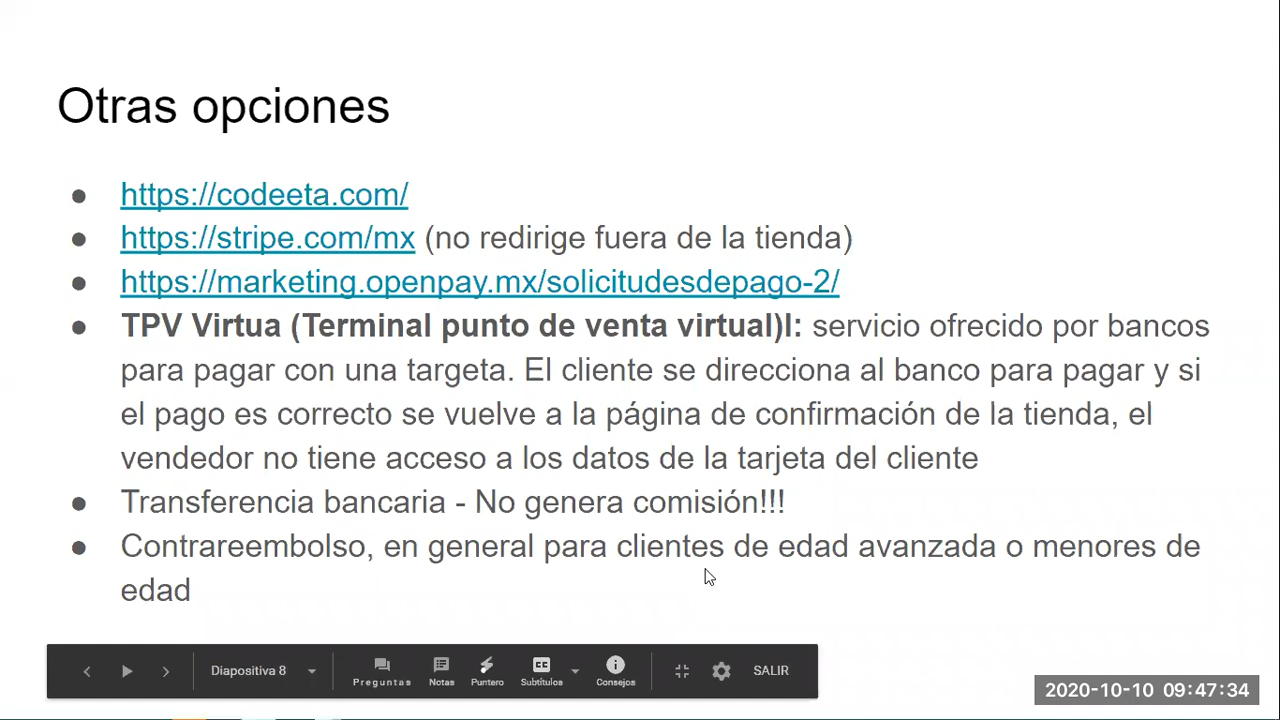 Otras opciones
● https://codeeta.com/
● https://stripe.com/mx (no redirige fuera de la tienda)
● https://marketing.openpay.mx/solicitudesdepago-2/
● TPV Virtua (Terminal punto de venta virtual)l: servicio ofrecido por bancos
para pagar con una targeta. El cliente se direcciona al banco para pagar y si
el pago es correcto se vuelve a la página de confirmación de la tienda, el
vendedor no tiene acceso a los datos de la tarjeta del cliente
● Transferencia bancaria - No genera comisión!!!
● Contrareembolso, en general para clientes de edad avanzada o menores de
edad
Diapositiva 8 Preguntas Notas Puntero Subtítulos Consejos SALIR
2020-10-10 09:47:34